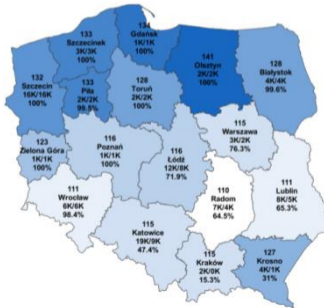 134
Gdańsk
1K/1K
100%
133
Szczecinek
3K/3K
100%
141
Olsztyn
2K/2K
100%
128
Białystok
4K/4K
99.6%
132
Szczecin
16K/16K
100%
133
Piła
2K/2K
99.5%
128
Toruń
2K/2K
100%
115
Warszawa
3K/2K
76.3%
123
Zielona Góra
1K/1K
100%
116
Poznań
1K/1K
100%
116
Łódź
12K/8K
71.9%
111
Wrocław
6K/6K
98.4%
110
Radom
7K/4K
64.5%
111
Lublin
8K/5K
65.3%
115
Katowice
19K/9K
47.4%
115
Kraków
2K/0K
15.3%
127
Krosno
4K/1K
31%